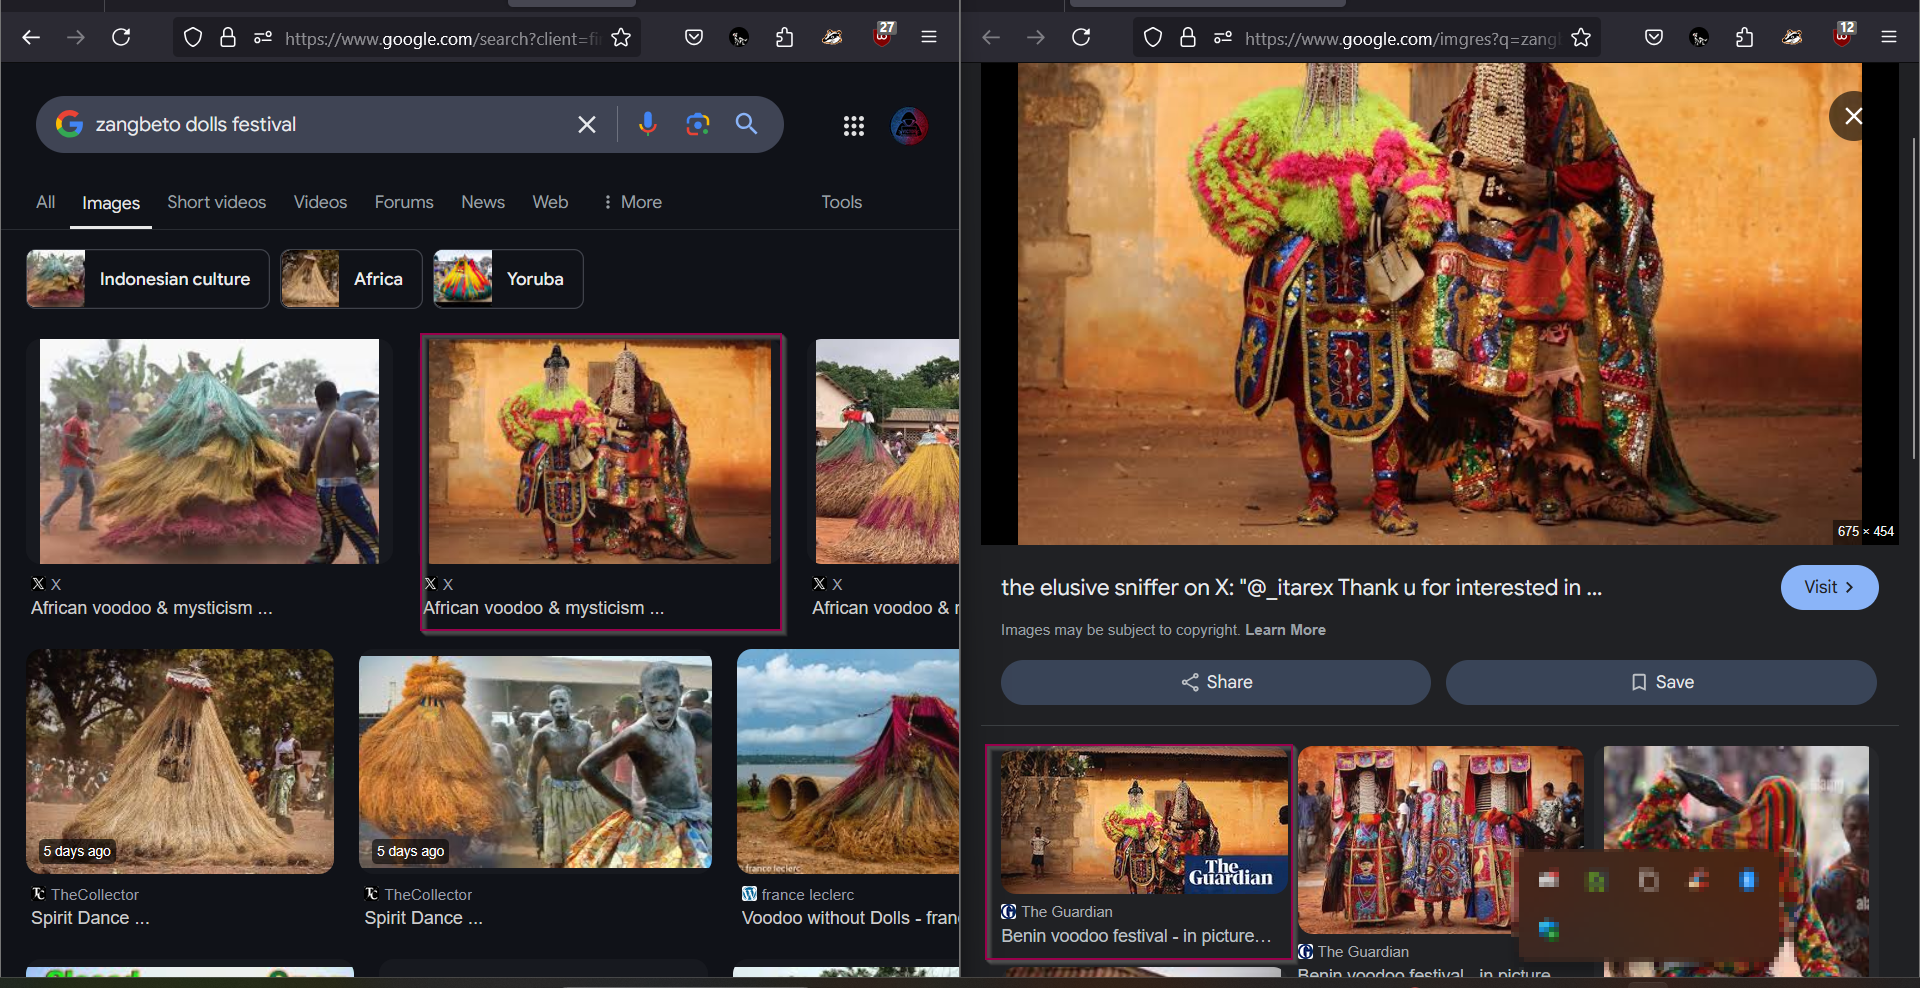 https://www.google.com/search?client=fi
27
zangbeto dolls festival
All
Images
Short videos
Videos
Forums
News
Web
More
Tools
Indonesian culture
Africa
Yoruba
X
African voodoo & mysticism ...
X
African voodoo & mysticism ...
X
African voodoo &
5 days ago
TheCollector
Spirit Dance ...
5 days ago
TheCollector
Spirit Dance ...
france leclerc
france leclerc
Voodoo without Dolls - fran
https://www.google.com/imgres?q=zangb
12
675 × 454
the elusive sniffer on X: "@_itarex Thank u for interested in ...
Visit
Images may be subject to copyright. Learn More
Share
Save
The
Guardian
The Guardian
Benin voodoo festival - in picture...
The Guardian
Benin voodoo festival - in picture